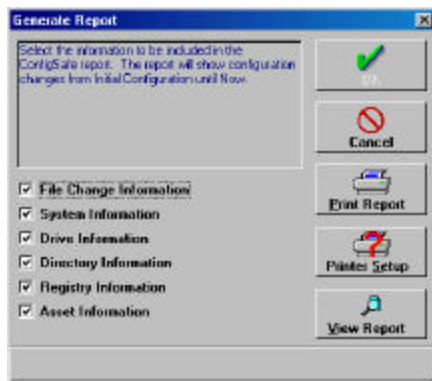 Generate Report
Select the information to be included in the
ConfigSafe report. The report will show configuration
changes from Initial Configuration until Now.
OK
Cancel
File Change Information
Print Report
System Information
Drive Information
Printer Setup
Directory Information
Registry Information
Asset Information
View Report